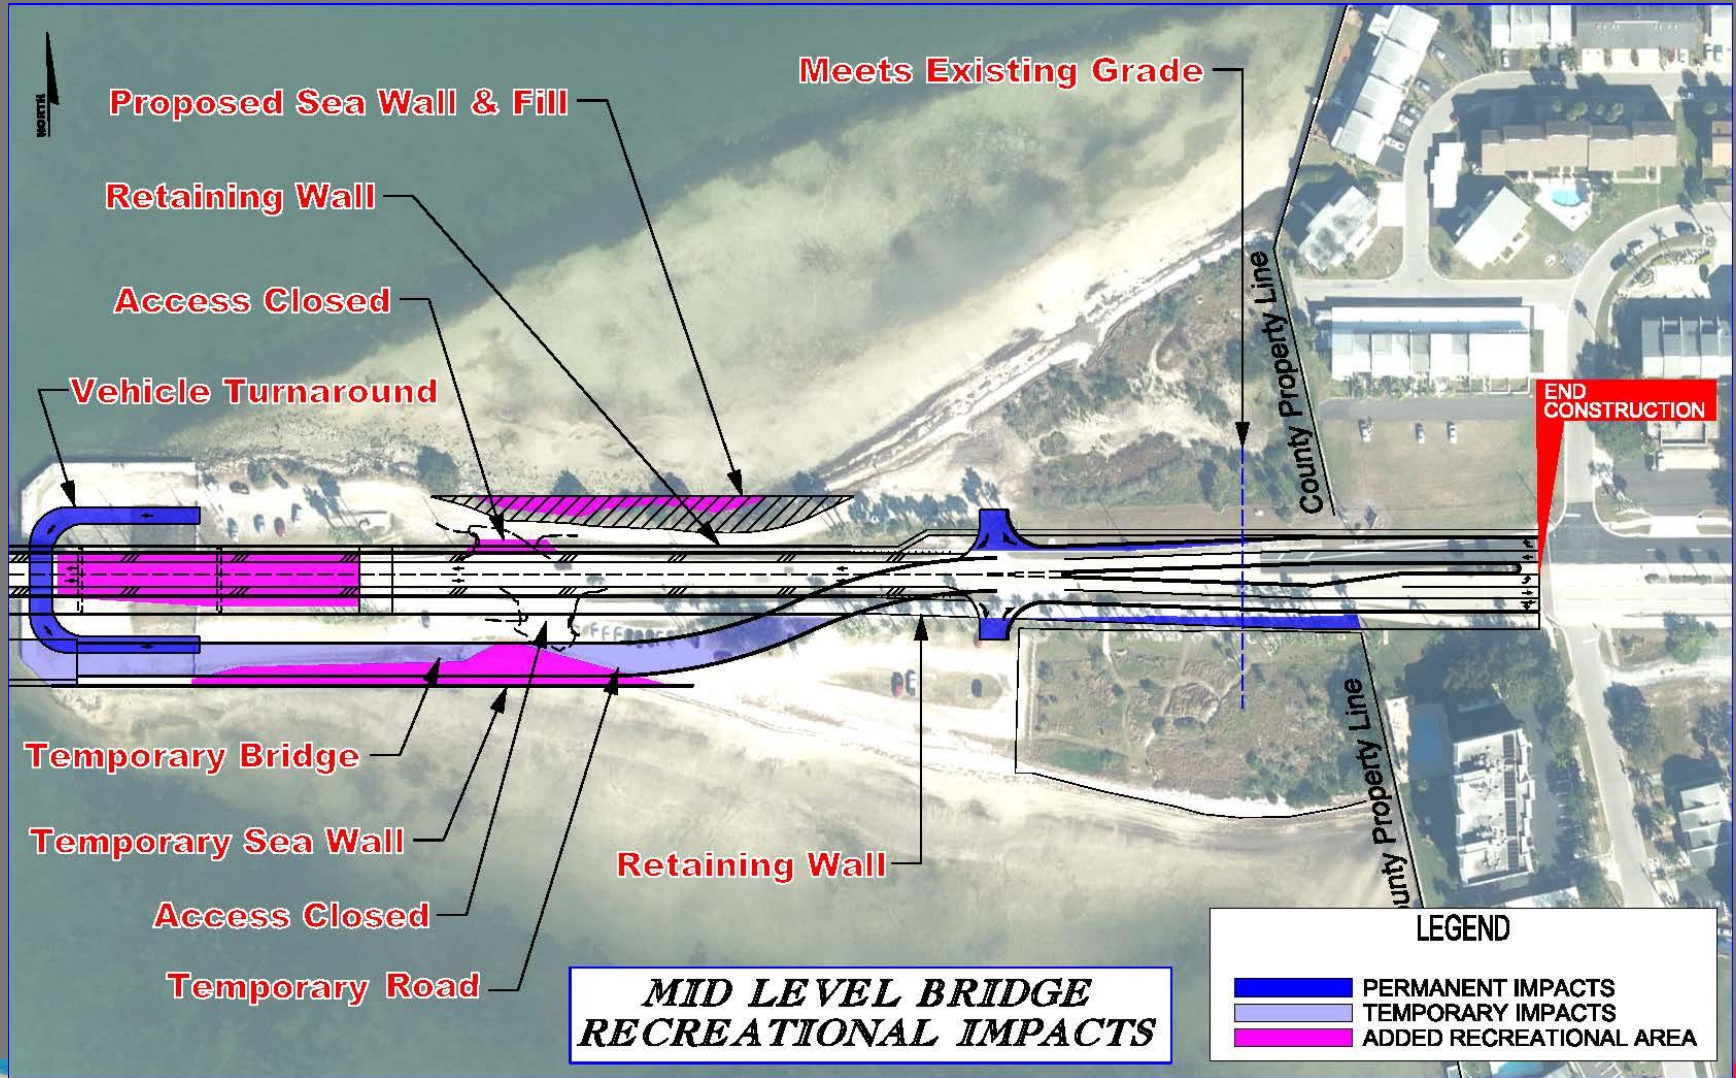 NORTH
Meets Existing Grade
Proposed Sea Wall & Fill
Retaining Wall
Access Closed
Vehicle Turnaround
County Property Line
END
CONSTRUCTION
Temporary Bridge
Temporary Sea Wall
Retaining Wall
Access Closed
Temporary Road
ounty Property Line
MID LEVEL BRIDGE
RECREATIONAL IMPACTS
LEGEND
PERMANENT IMPACTS
TEMPORARY IMPACTS
ADDED RECREATIONAL AREA